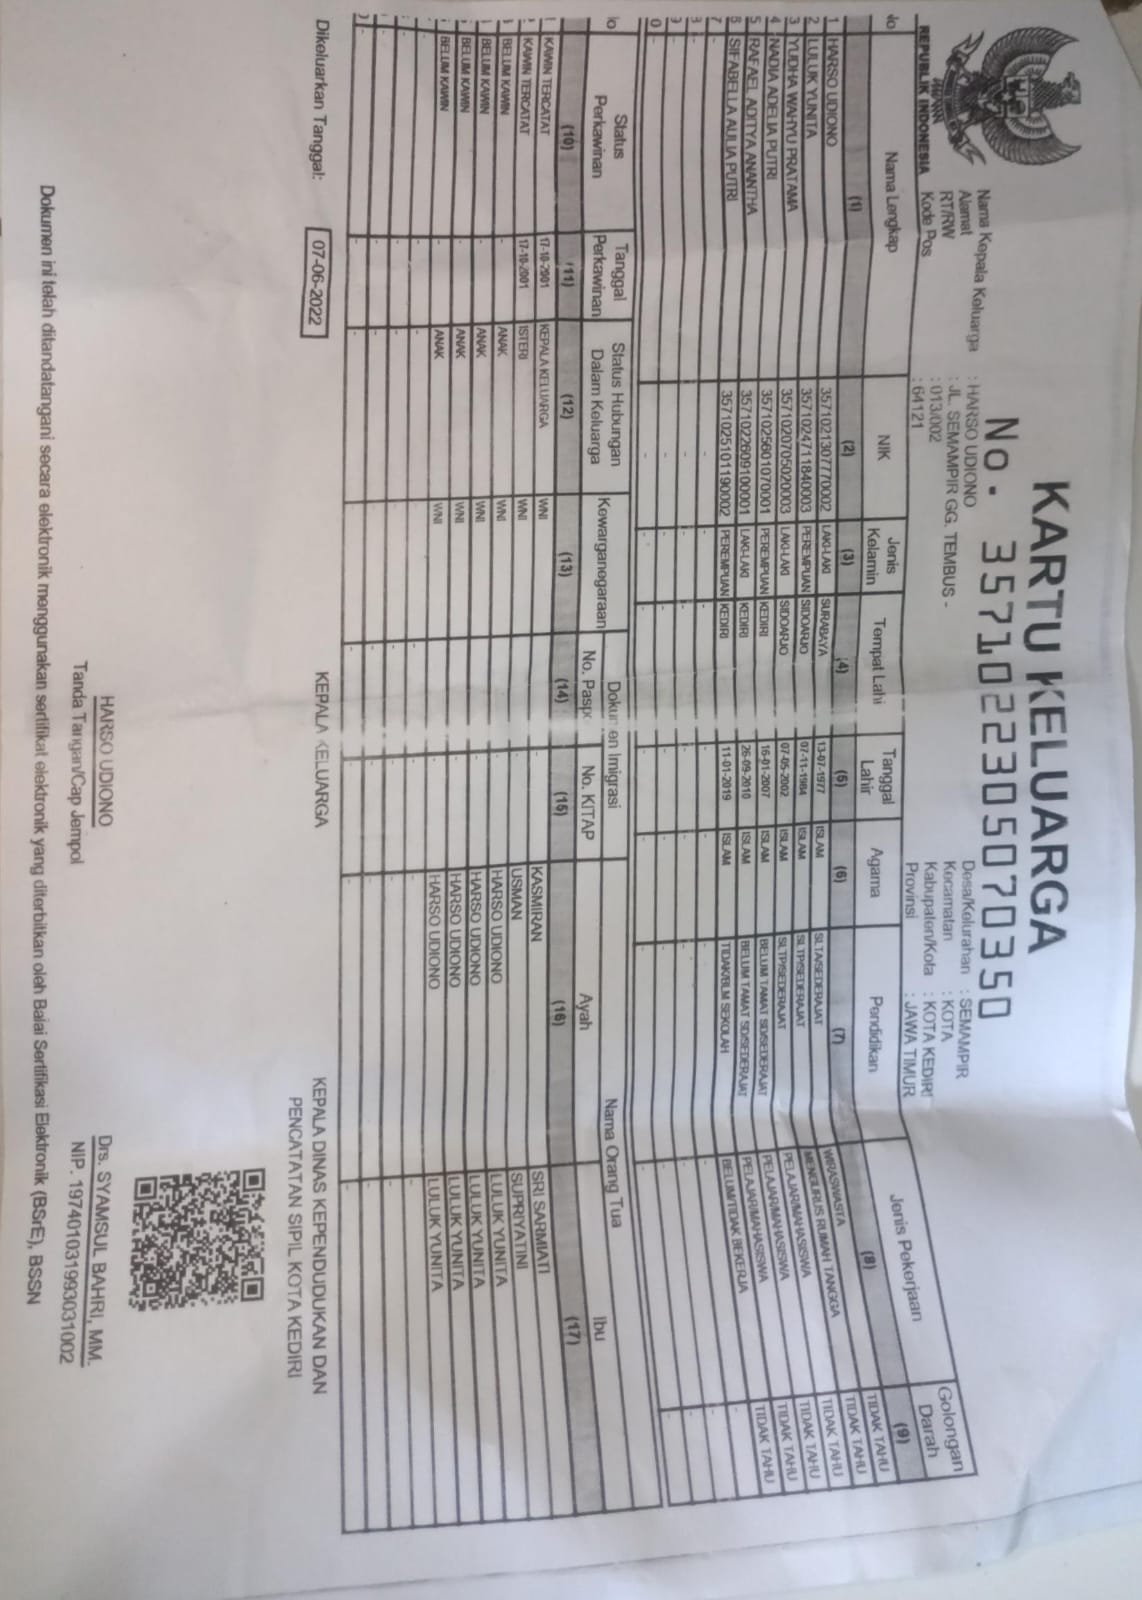 KARTU KELUARGA
No. 3571022305070350
REPUBLIK INDONESIA
Nama Kepala Keluarga : HARSO UDIONO
Alamat : JL. SEMAMPIR GG. TEMBUS -
RT/RW : 013/002
Kode Pos : 64121
Desa/Kelurahan : SEMAMPIR
Kecamatan : KOTA
Kabupaten/Kota : KOTA KEDIRI
Provinsi : JAWA TIMUR
No Nama Lengkap NIK Jenis Kelamin Tempat Lahi Tanggal Lahir Agama Pendidikan Jenis Pekerjaan Golongan Darah
(1) (2) (3) (4) (5) (6) (7) (8) (9)
1 HARSO UDIONO 3571021307770002 LAKI-LAKI SURABAYA 13-07-1977 ISLAM SLTA/SEDERAJAT WIRASWASTA TIDAK TAHU
2 LULUK YUNITA 3571024711840003 PEREMPUAN SIDOARJO 07-11-1984 ISLAM SLTP/SEDERAJAT MENGURUS RUMAH TANGGA TIDAK TAHU
3 YUDHA WAHYU PRATAMA 3571020705020003 LAKI-LAKI SIDOARJO 07-05-2002 ISLAM SLTP/SEDERAJAT PELAJAR/MAHASISWA TIDAK TAHU
4 NADIA ADELIA PUTRI 3571025601070001 PEREMPUAN KEDIRI 16-01-2007 ISLAM BELUM TAMAT SD/SEDERAJAT PELAJAR/MAHASISWA TIDAK TAHU
5 RAFAEL ADITYA ANANTHA 3571022609100001 LAKI-LAKI KEDIRI 26-09-2010 ISLAM BELUM TAMAT SD/SEDERAJAT PELAJAR/MAHASISWA TIDAK TAHU
6 SIFABELLA AULIA PUTRI 3571025101190002 PEREMPUAN KEDIRI 11-01-2019 ISLAM TIDAK/BLM SEKOLAH BELUM/TIDAK BEKERJA -
7 - - - - - - - - -
8 - - - - - - - - -
9 - - - - - - - - -
0 - - - - - - - - -
Status Perkawinan Tanggal Perkawinan Status Hubungan Dalam Keluarga Kewarganegaraan Dokumen Imigrasi Nama Orang Tua
No. Paspo No. KITAP Ayah Ibu
(10) (11) (12) (13) (14) (15) (16) (17)
KAWIN TERCATAT 17-10-2001 KEPALA KELUARGA WNI - - KASMIRAN SRI SARMIATI
KAWIN TERCATAT 17-10-2001 ISTERI WNI - - USMAN SUPRIYATINI
BELUM KAWIN - ANAK WNI - - HARSO UDIONO LULUK YUNITA
BELUM KAWIN - ANAK WNI - - HARSO UDIONO LULUK YUNITA
BELUM KAWIN - ANAK WNI - - HARSO UDIONO LULUK YUNITA
BELUM KAWIN - ANAK WNI - - HARSO UDIONO LULUK YUNITA
- - - - - - - -
- - - - - - - -
- - - - - - - -
- - - - - - - -
Dikeluarkan Tanggal: 07-06-2022
KEPALA KELUARGA
HARSO UDIONO
Tanda Tangan/Cap Jempol
KEPALA DINAS KEPENDUDUKAN DAN
PENCATATAN SIPIL KOTA KEDIRI
Drs. SYAMSUL BAHRI, MM.
NIP. 197401031993031002
Dokumen ini telah ditandatangani secara elektronik menggunakan sertifikat elektronik yang diterbitkan oleh Balai Sertifikasi Elektronik (BSrE), BSSN